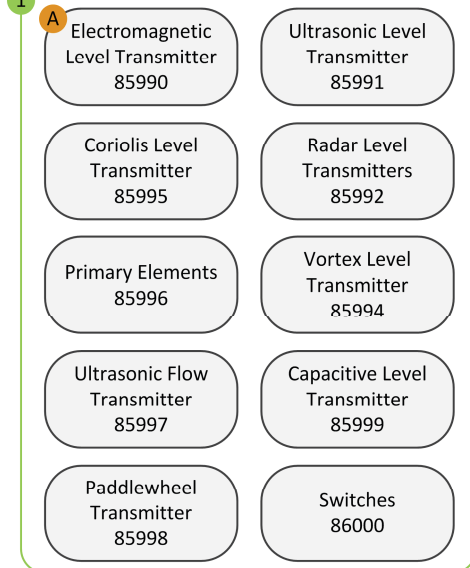 1
A
Electromagnetic
Level Transmitter
85990
Ultrasonic Level
Transmitter
85991
Coriolis Level
Transmitter
85995
Radar Level
Transmitters
85992
Primary Elements
85996
Vortex Level
Transmitter
85994
Ultrasonic Flow
Transmitter
85997
Capacitive Level
Transmitter
85999
Paddlewheel
Transmitter
85998
Switches
86000